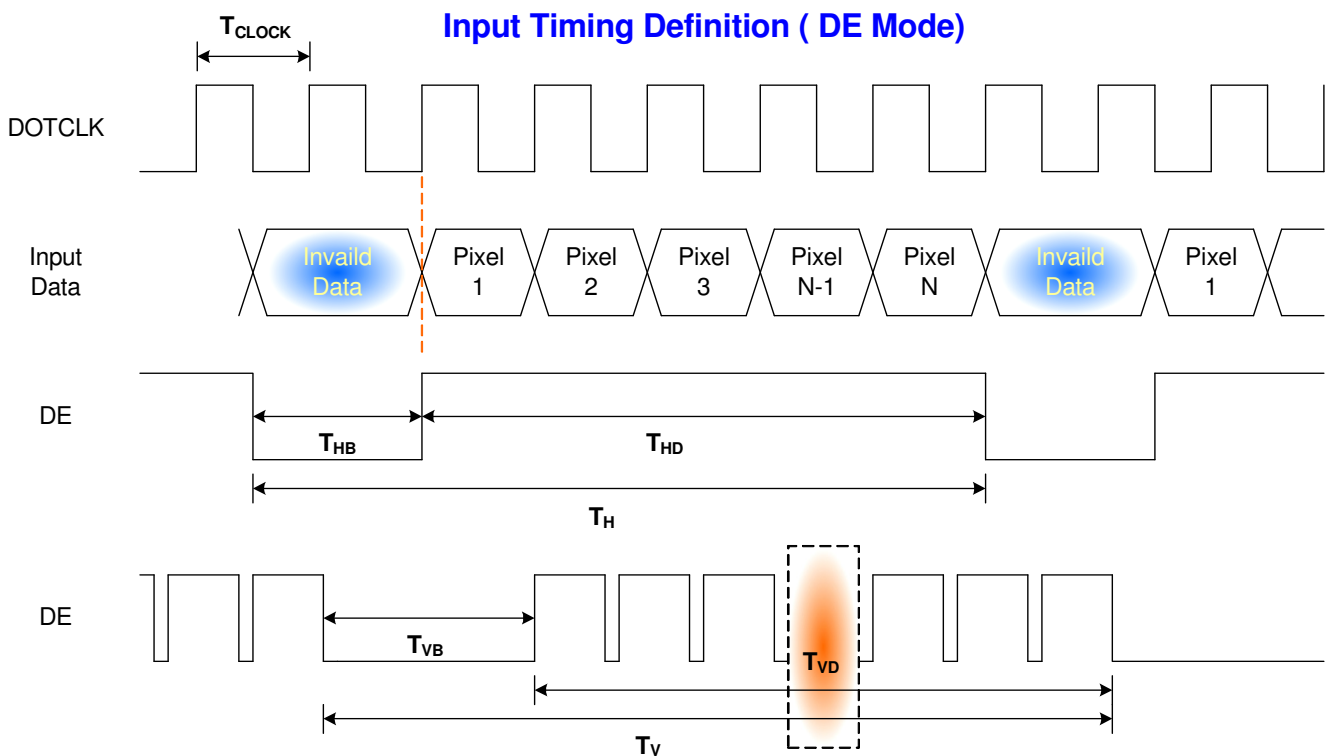 Input Timing Definition ( DE Mode)
TCLOCK
DOTCLK
Input
Data
Invaild
Data
Pixel
1
Pixel
2
Pixel
3
Pixel
N-1
Pixel
N
Invaild
Data
Pixel
1
DE
THB
THD
TH
DE
TVB
TVD
TV